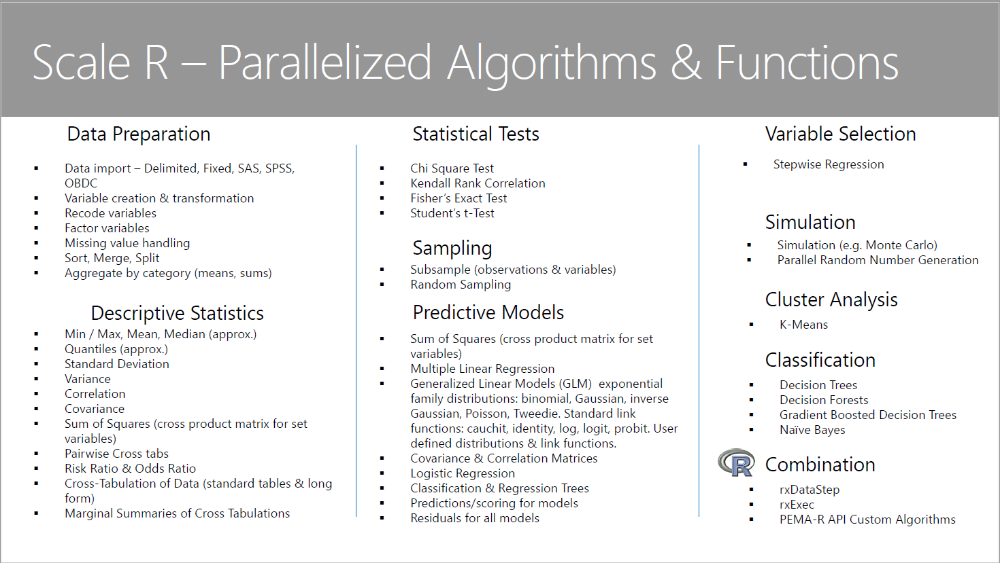 Scale R – Parallelized Algorithms & Functions
Data Preparation
▪ Data import – Delimited, Fixed, SAS, SPSS,
OBDC
▪ Variable creation & transformation
▪ Recode variables
▪ Factor variables
▪ Missing value handling
▪ Sort, Merge, Split
▪ Aggregate by category (means, sums)
Descriptive Statistics
▪ Min / Max, Mean, Median (approx.)
▪ Quantiles (approx.)
▪ Standard Deviation
▪ Variance
▪ Correlation
▪ Covariance
▪ Sum of Squares (cross product matrix for set
variables)
▪ Pairwise Cross tabs
▪ Risk Ratio & Odds Ratio
▪ Cross-Tabulation of Data (standard tables & long
form)
▪ Marginal Summaries of Cross Tabulations
Statistical Tests
▪ Chi Square Test
▪ Kendall Rank Correlation
▪ Fisher’s Exact Test
▪ Student’s t-Test
Sampling
▪ Subsample (observations & variables)
▪ Random Sampling
Predictive Models
▪ Sum of Squares (cross product matrix for set
variables)
▪ Multiple Linear Regression
▪ Generalized Linear Models (GLM) exponential
family distributions: binomial, Gaussian, inverse
Gaussian, Poisson, Tweedie. Standard link
functions: cauchit, identity, log, logit, probit. User
defined distributions & link functions.
▪ Covariance & Correlation Matrices
▪ Logistic Regression
▪ Classification & Regression Trees
▪ Predictions/scoring for models
▪ Residuals for all models
Variable Selection
▪ Stepwise Regression
Simulation
▪ Simulation (e.g. Monte Carlo)
▪ Parallel Random Number Generation
Cluster Analysis
▪ K-Means
Classification
▪ Decision Trees
▪ Decision Forests
▪ Gradient Boosted Decision Trees
▪ Naïve Bayes
R Combination
▪ rxDataStep
▪ rxExec
▪ PEMA-R API Custom Algorithms